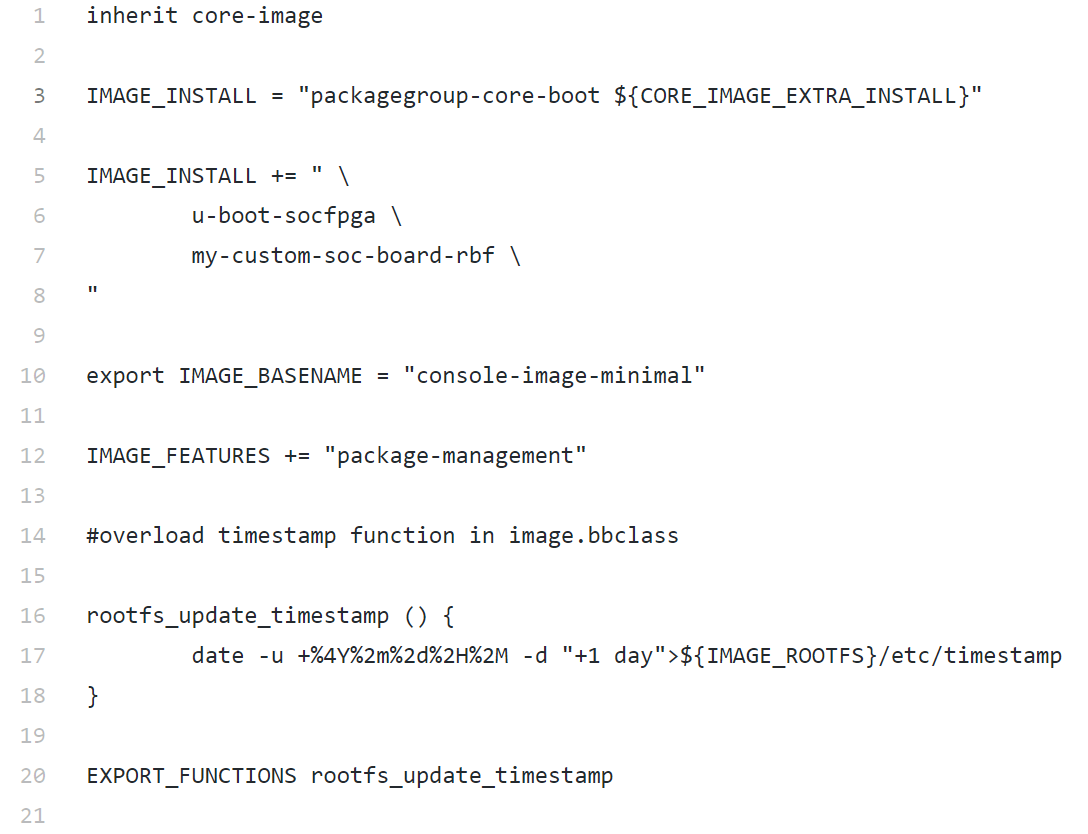 1 inherit core-image
2
3 IMAGE_INSTALL = "packagegroup-core-boot ${CORE_IMAGE_EXTRA_INSTALL}"
4
5 IMAGE_INSTALL += " \
6         u-boot-socfpga \
7         my-custom-soc-board-rbf \
8 "
9
10 export IMAGE_BASENAME = "console-image-minimal"
11
12 IMAGE_FEATURES += "package-management"
13
14 #overload timestamp function in image.bbclass
15
16 rootfs_update_timestamp () {
17         date -u +%4Y%2m%2d%2H%2M -d "+1 day">${IMAGE_ROOTFS}/etc/timestamp
18 }
19
20 EXPORT_FUNCTIONS rootfs_update_timestamp
21